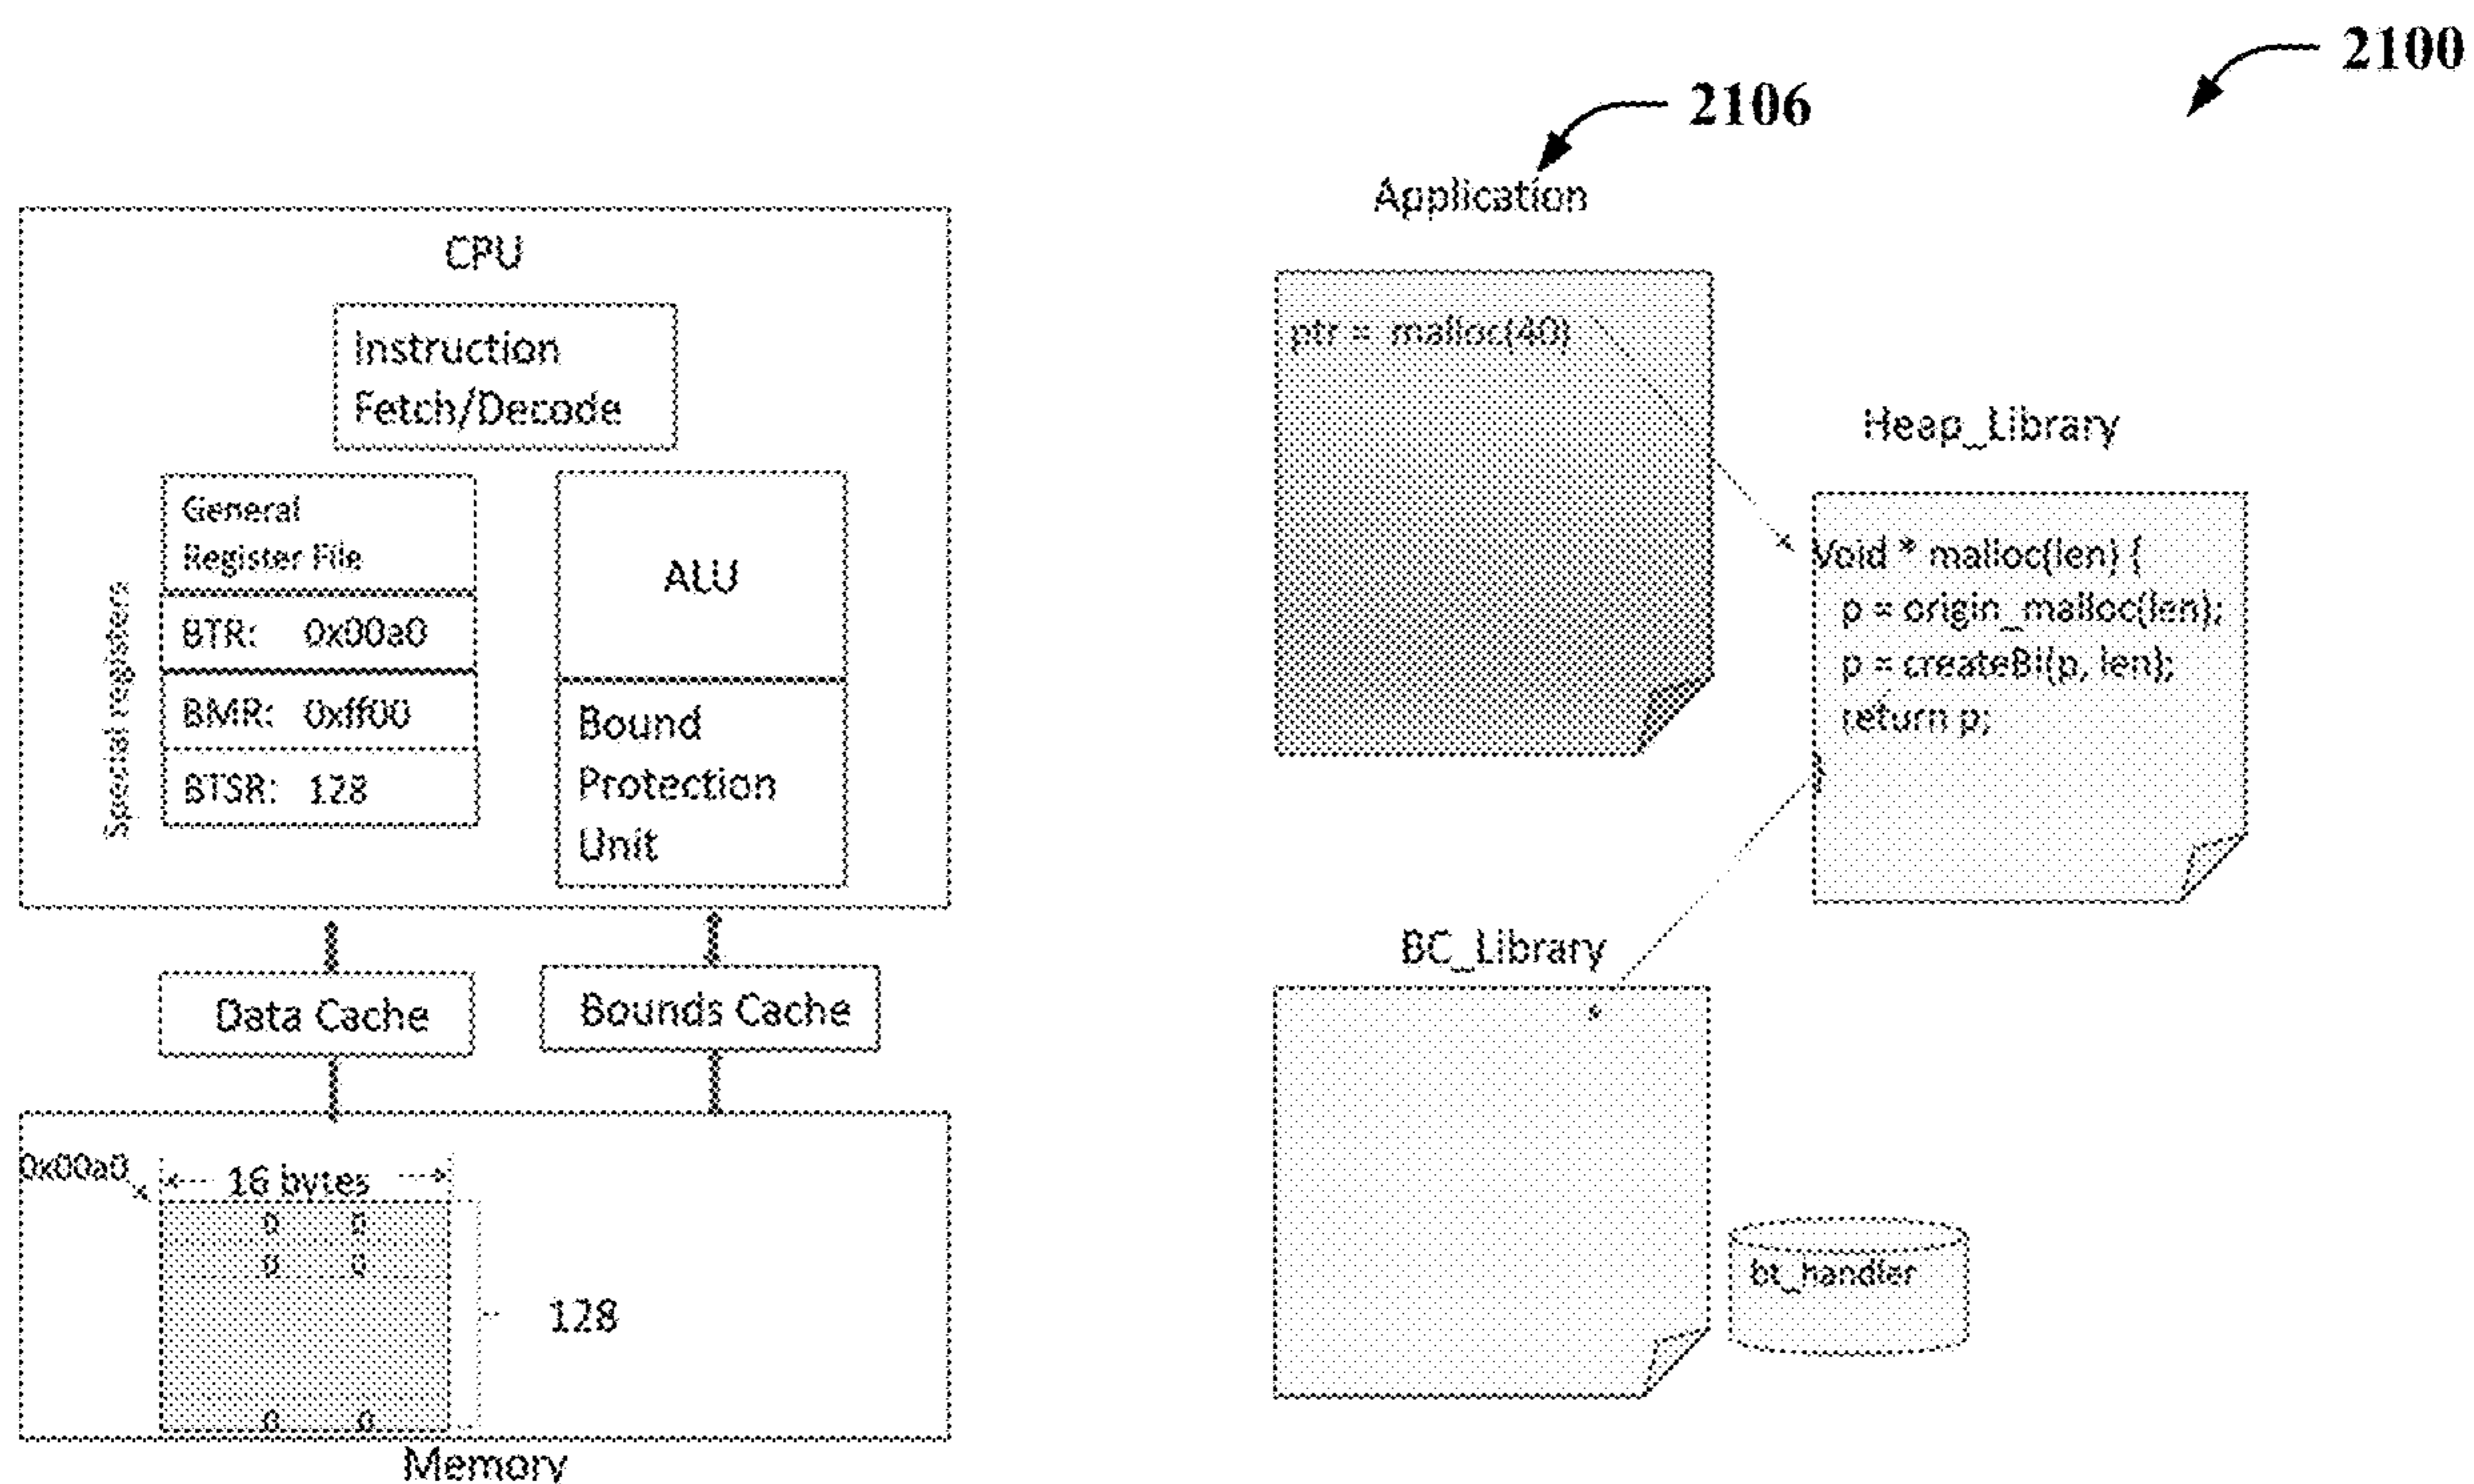 2100
2106
Application
CPU
Instruction
Fetch/Decode
ptr = malloc(40)
Heap_Library
General
Register File
ALU
Void * malloc(len) {
p = origin_malloc(len);
p = createBI(p, len);
return p;
Special registers
BTR: 0x00a0
BMR: 0xff00
BTSR: 128
Bound
Protection
Unit
BC_Library
Data Cache
Bounds Cache
0x00a0
16 bytes
0 0
0 0
128
0 0
Memory
bt_handler